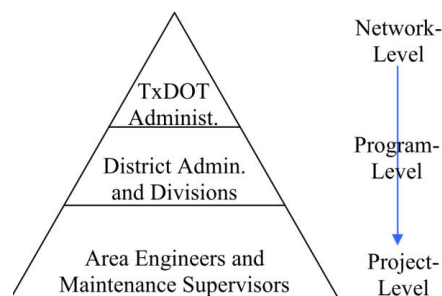 TxDOT
Administ.
District Admin.
and Divisions
Area Engineers and
Maintenance Supervisors
Network-
Level
Program-
Level
Project-
Level